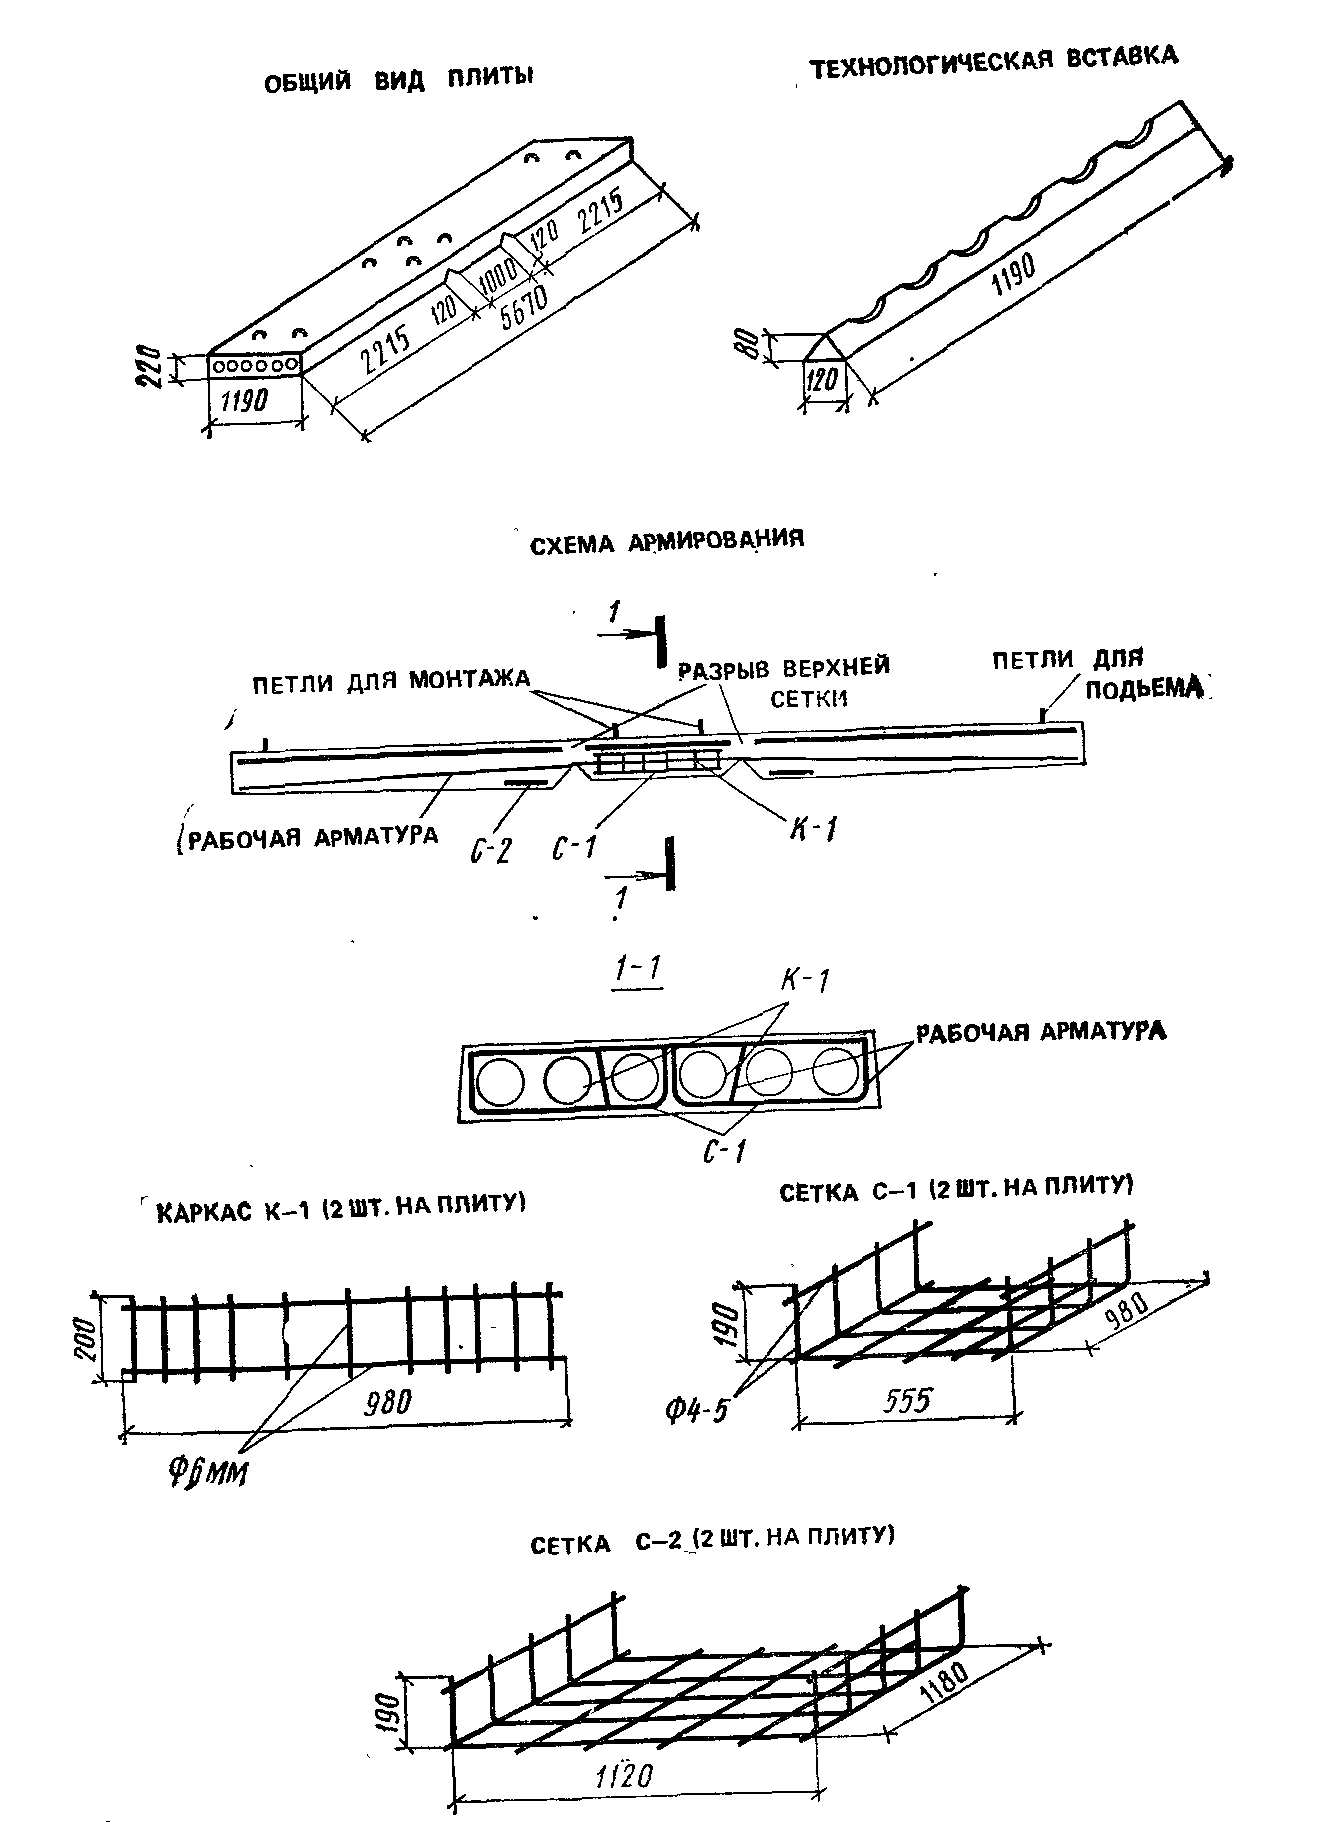 ОБЩИЙ ВИД ПЛИТЫ
ТЕХНОЛОГИЧЕСКАЯ ВСТАВКА
2215
120
1000
120
2215
5670
220
1190
1190
80
120
СХЕМА АРМИРОВАНИЯ
1
ПЕТЛИ ДЛЯ МОНТАЖА
РАЗРЫВ ВЕРХНЕЙ
СЕТКИ
ПЕТЛИ ДЛЯ
ПОДЬЕМА
РАБОЧАЯ АРМАТУРА
С-2
С-1
К-1
1
1-1
К-1
РАБОЧАЯ АРМАТУРА
С-1
КАРКАС К-1 (2 ШТ. НА ПЛИТУ)
СЕТКА С-1 (2 ШТ. НА ПЛИТУ)
200
980
Ф6мм
190
980
Ф4-5
555
СЕТКА С-2 (2 ШТ. НА ПЛИТУ)
190
1180
1120